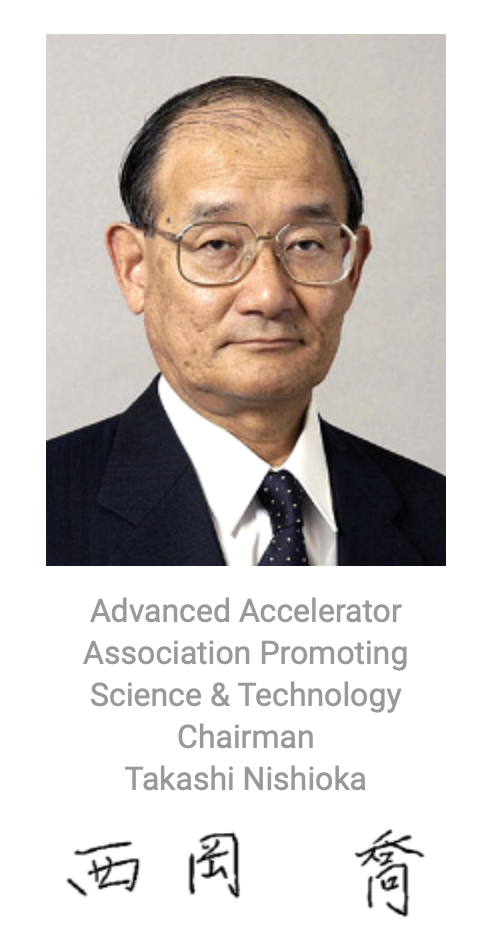 Advanced Accelerator
Association Promoting
Science & Technology
Chairman
Takashi Nishioka
西岡 喬